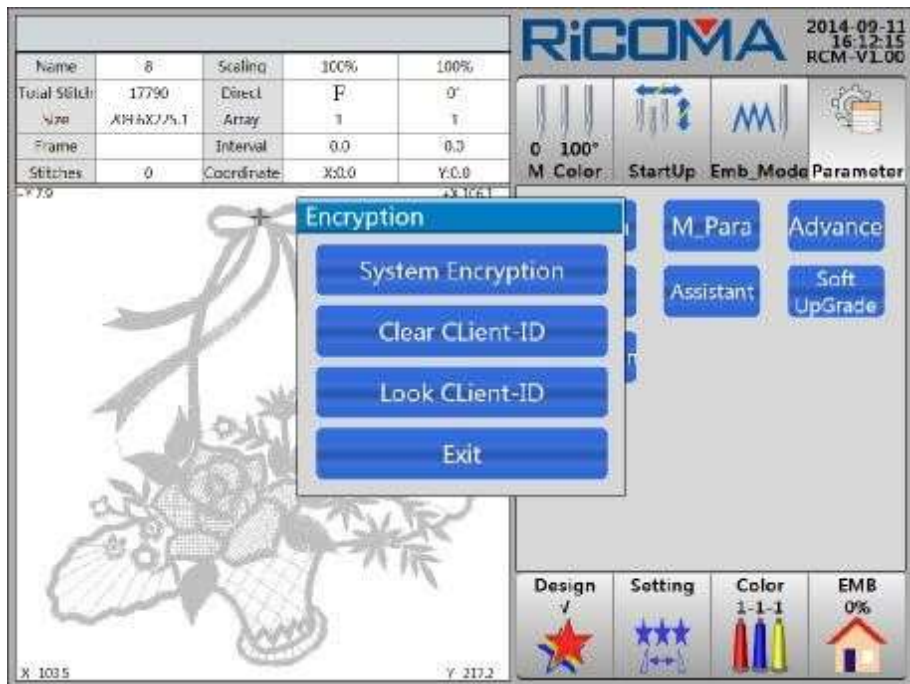 RiCOMA
2014-09-11
16:12:15
RCM-V1.00
Name 8 Scaling 100% 100%
Total Stitch 17790 Direct P 0°
Size Array 1 1
Frame Interval 0.0 0.0
Stitches 0 Coordinate X:0.0 Y:0.0
0 100°
M Color StartUp Emb_Mode Parameter
Encryption
System Encryption
Clear CLient-ID
Look CLient-ID
Exit
M_Para Advance
Assistant Soft
UpGrade
X 103.5 Y 217.2
Design Setting Color EMB
√ 1-1-1 0%